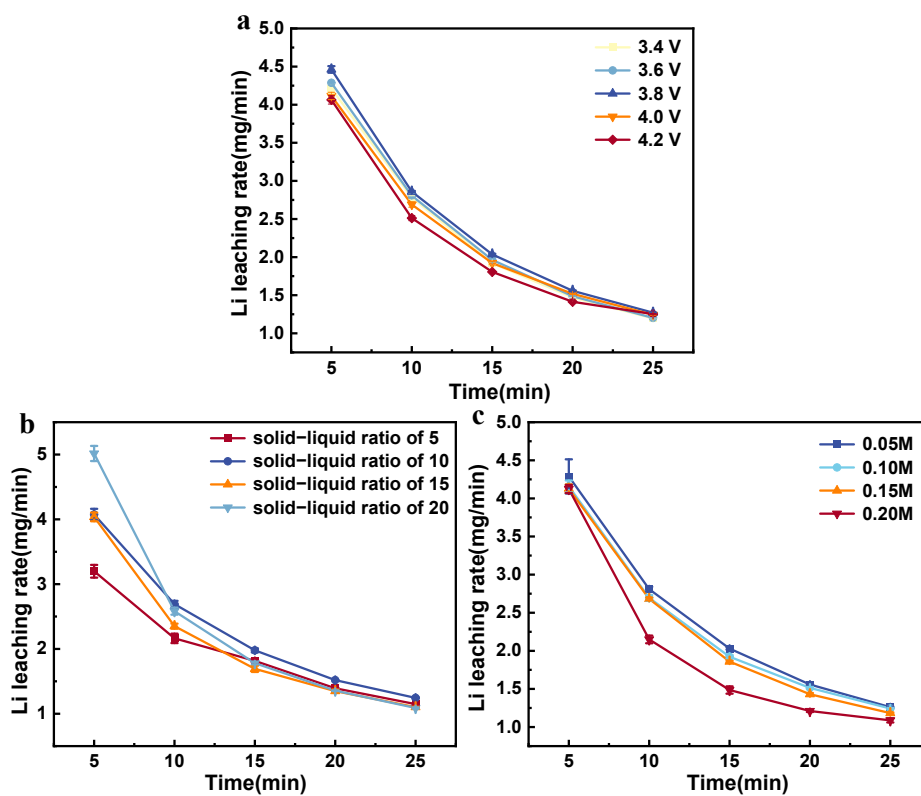 a
Li leaching rate(mg/min)
4.5
4.0
3.5
3.0
2.5
2.0
1.5
1.0
3.4 V
3.6 V
3.8 V
4.0 V
4.2 V
5 10 15 20 25
Time(min)
b
Li leaching rate(mg/min)
5
4
3
2
1
solid−liquid ratio of 5
solid−liquid ratio of 10
solid−liquid ratio of 15
solid−liquid ratio of 20
5 10 15 20 25
Time(min)
c
Li leaching rate(mg/min)
5.0
4.5
4.0
3.5
3.0
2.5
2.0
1.5
1.0
0.05M
0.10M
0.15M
0.20M
5 10 15 20 25
Time(min)